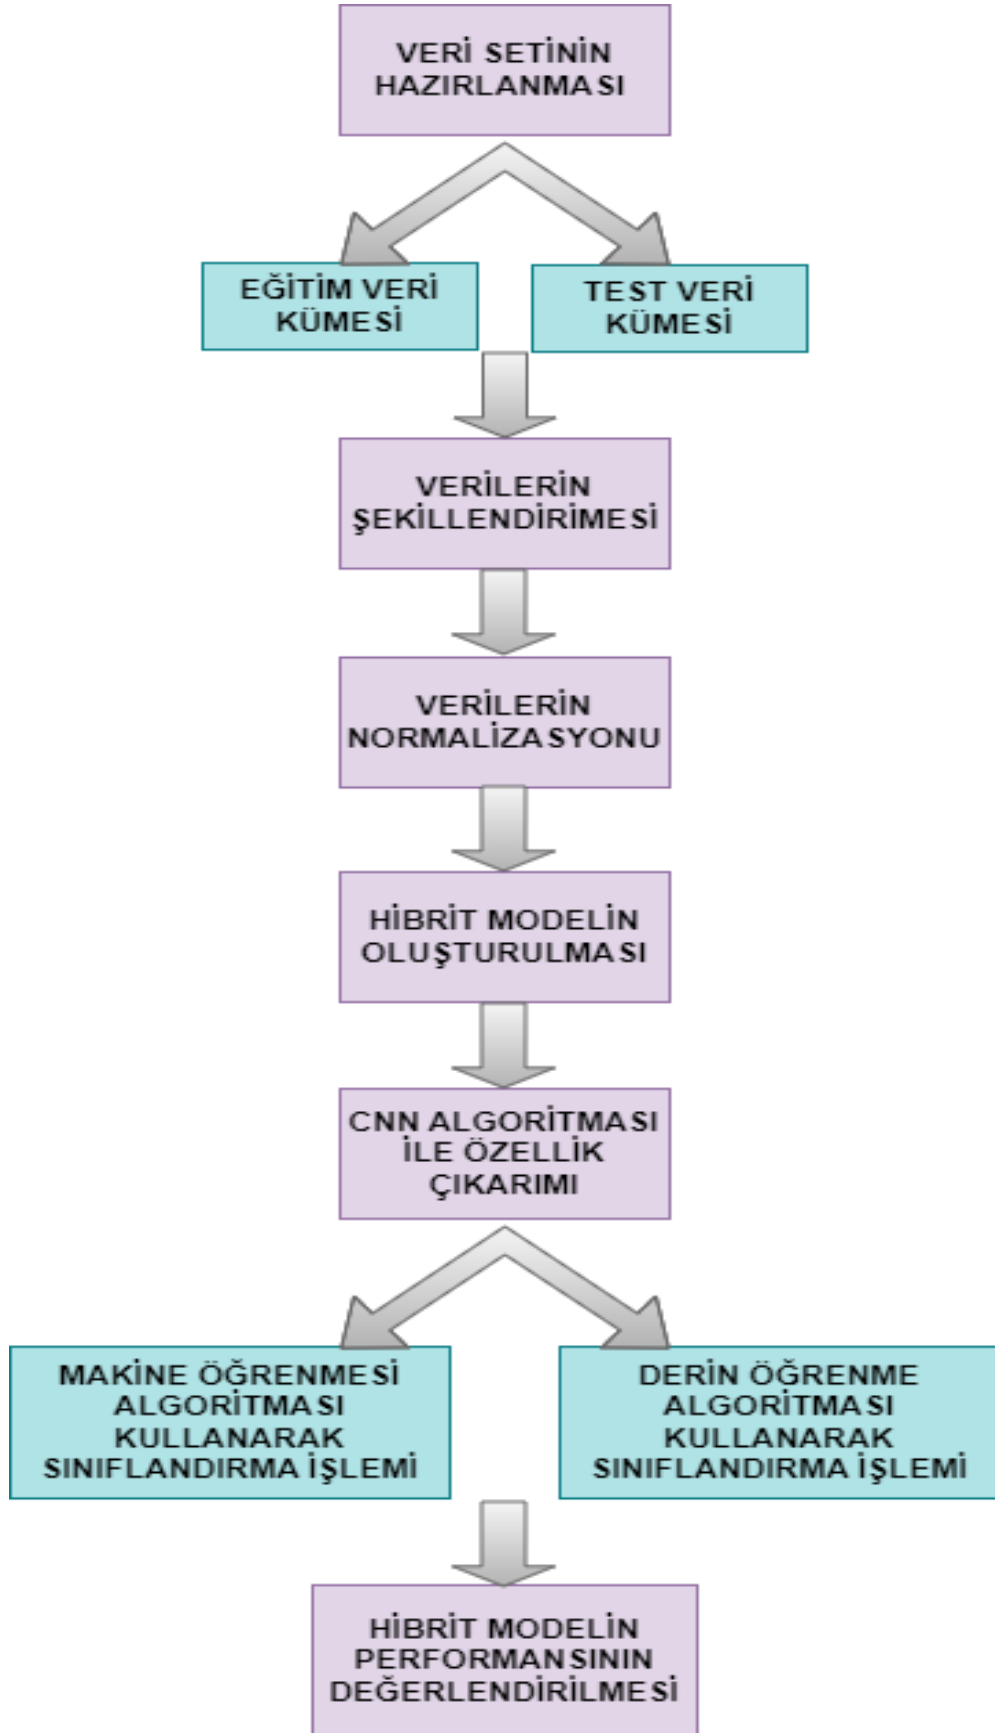 VERİ SETİNİN
HAZIRLANMASI
EĞİTİM VERİ
KÜMESİ
TEST VERİ
KÜMESİ
VERİLERİN
ŞEKİLLENDİRİMESİ
VERİLERİN
NORMALİZASYONU
HİBRİT MODELİN
OLUŞTURULMASI
CNN ALGORİTMASI
İLE ÖZELLİK
ÇIKARIMI
MAKİNE ÖĞRENMESİ
ALGORİTMASI
KULLANARAK
SINIFLANDIRMA İŞLEMİ
DERİN ÖĞRENME
ALGORİTMASI
KULLANARAK
SINIFLANDIRMA İŞLEMİ
HİBRİT MODELİN
PERFORMANSININ
DEĞERLENDİRİLMESİ